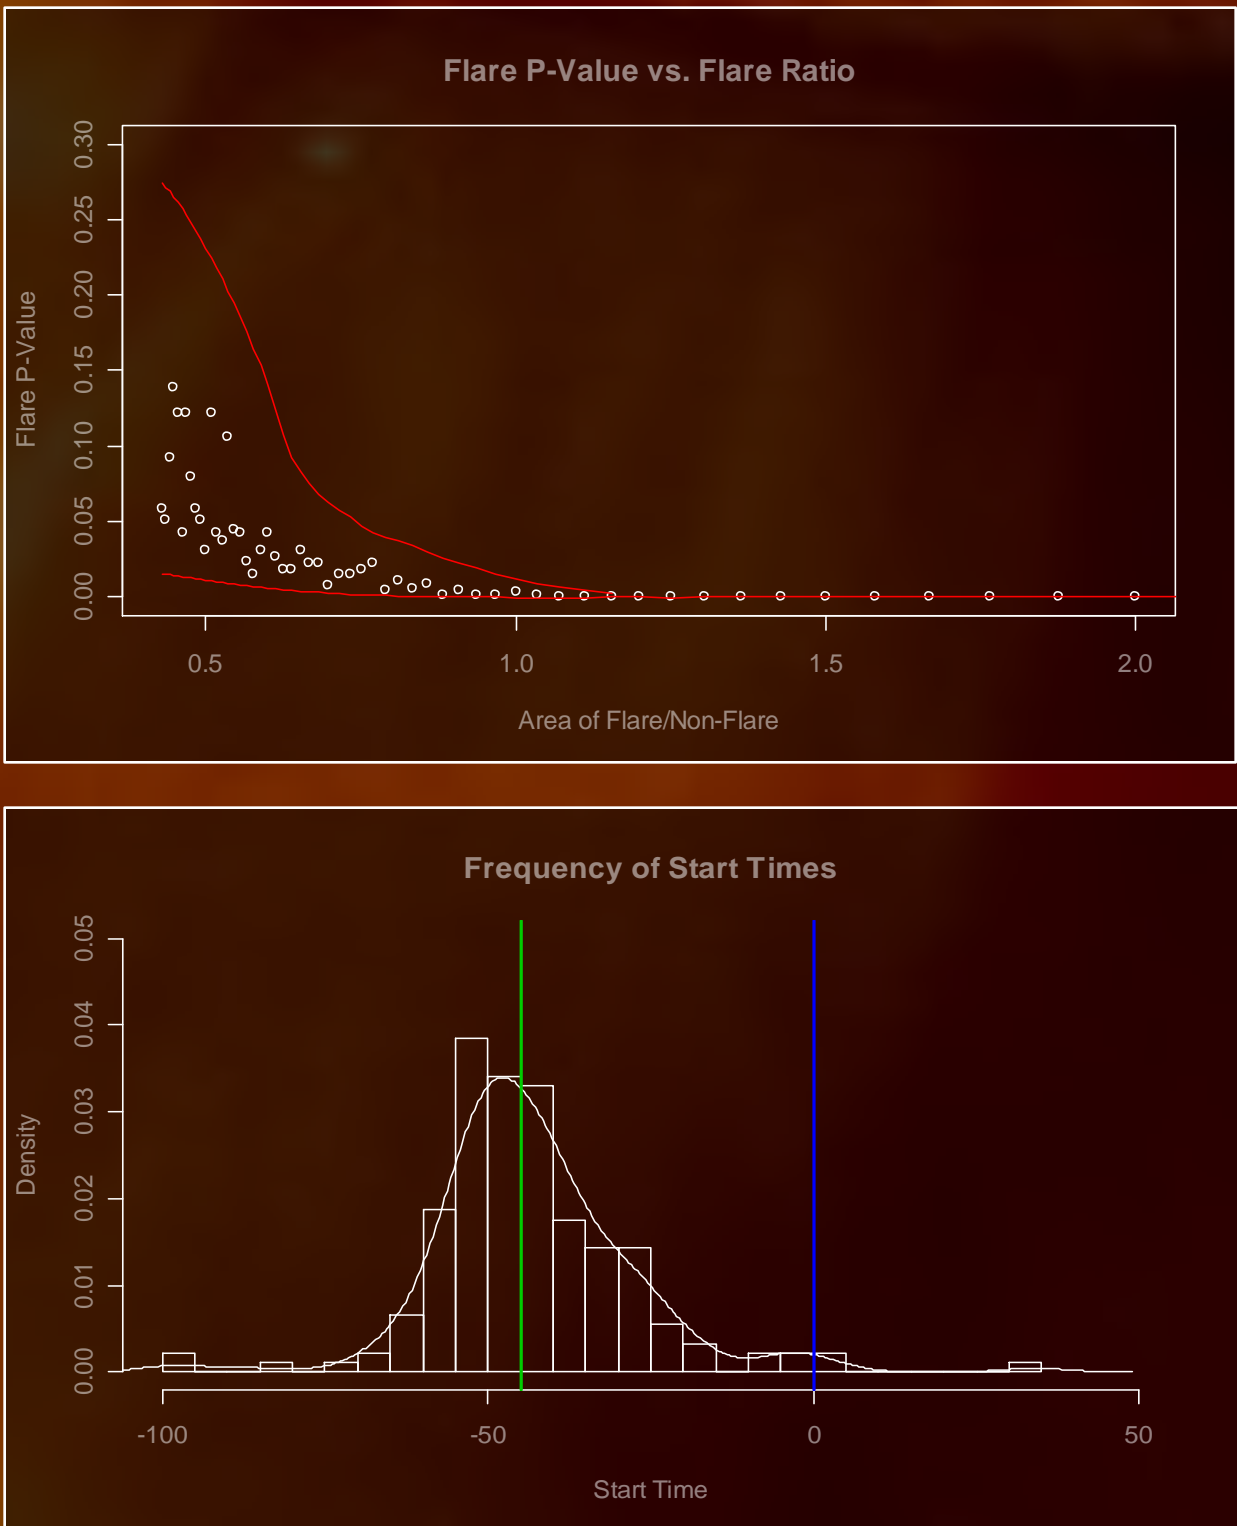 Flare P-Value vs. Flare Ratio
Flare P-Value
0.30
0.25
0.20
0.15
0.10
0.05
0.00
0.5 1.0 1.5 2.0
Area of Flare/Non-Flare
Frequency of Start Times
Density
0.05
0.04
0.03
0.02
0.01
0.00
-100 -50 0 50
Start Time